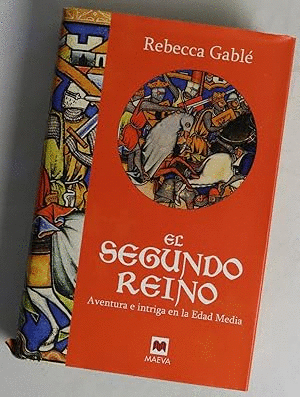 Rebecca Gablé
EL
SEGUNDO
REINO
Aventura e intriga en la Edad Media
MAEVA